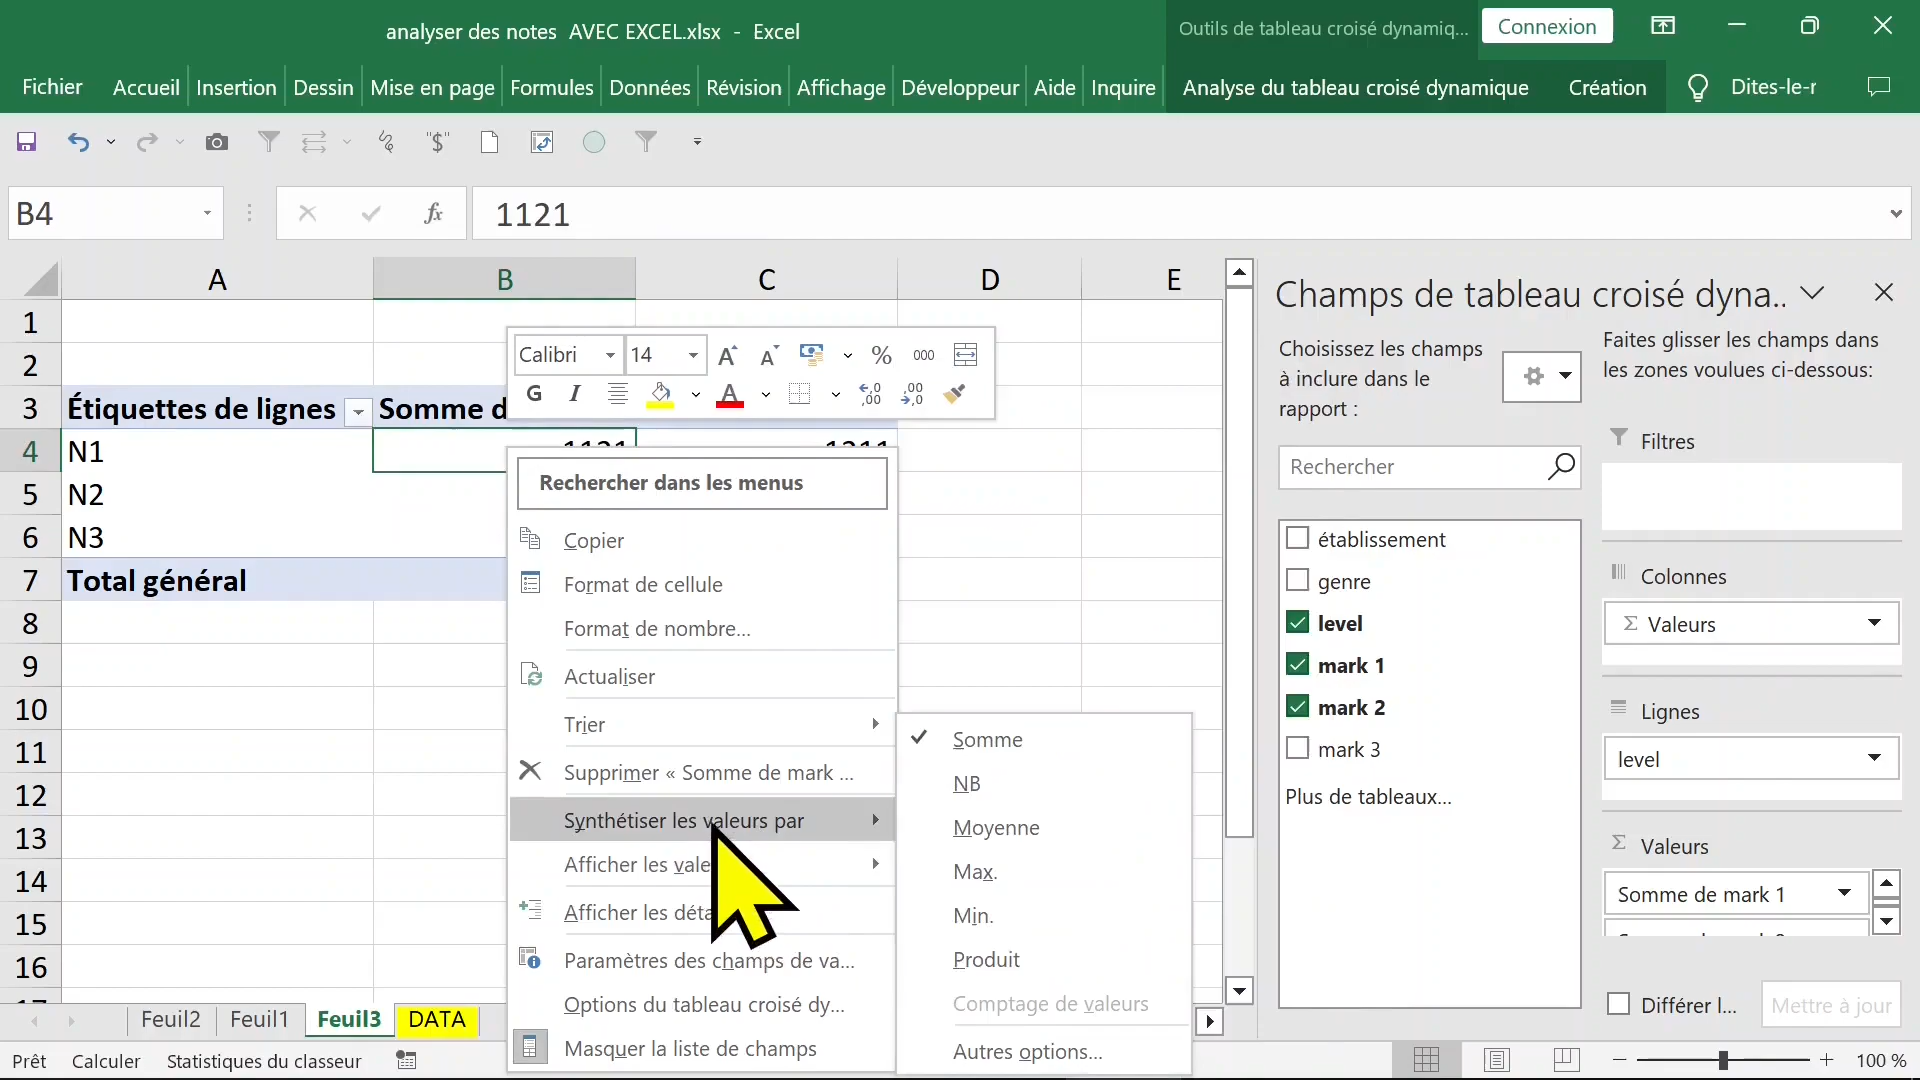 analyser des notes  AVEC EXCEL.xlsx  -  Excel
Outils de tableau croisé dynamiq...
Connexion
Fichier
Accueil
Insertion
Dessin
Mise en page
Formules
Données
Révision
Affichage
Développeur
Aide
Inquire
Analyse du tableau croisé dynamique
Création
Dites-le-r
"$"
B4
fx
1121
A
B
C
D
E
1
2
3
4
5
6
7
8
9
10
11
12
13
14
15
16
17
Étiquettes de lignes
Somme d
N1
1121
1211
N2
N3
Total général
Calibri
14
A
A
%
000
G
I
A
Rechercher dans les menus
Copier
Format de cellule
Format de nombre...
Actualiser
Trier
Supprimer « Somme de mark ...
Synthétiser les valeurs par
Afficher les vale
Afficher les déta
Paramètres des champs de va...
Options du tableau croisé dy...
Masquer la liste de champs
Somme
NB
Moyenne
Max.
Min.
Produit
Comptage de valeurs
Autres options...
Champs de tableau croisé dyna..
Choisissez les champs
à inclure dans le
rapport :
Rechercher
établissement
genre
level
mark 1
mark 2
mark 3
Plus de tableaux...
Faites glisser les champs dans
les zones voulues ci-dessous:
Filtres
Colonnes
Σ Valeurs
Lignes
level
Σ Valeurs
Somme de mark 1
Différer l...
Mettre à jour
Feuil2
Feuil1
Feuil3
DATA
Prêt
Calculer
Statistiques du classeur
100 %